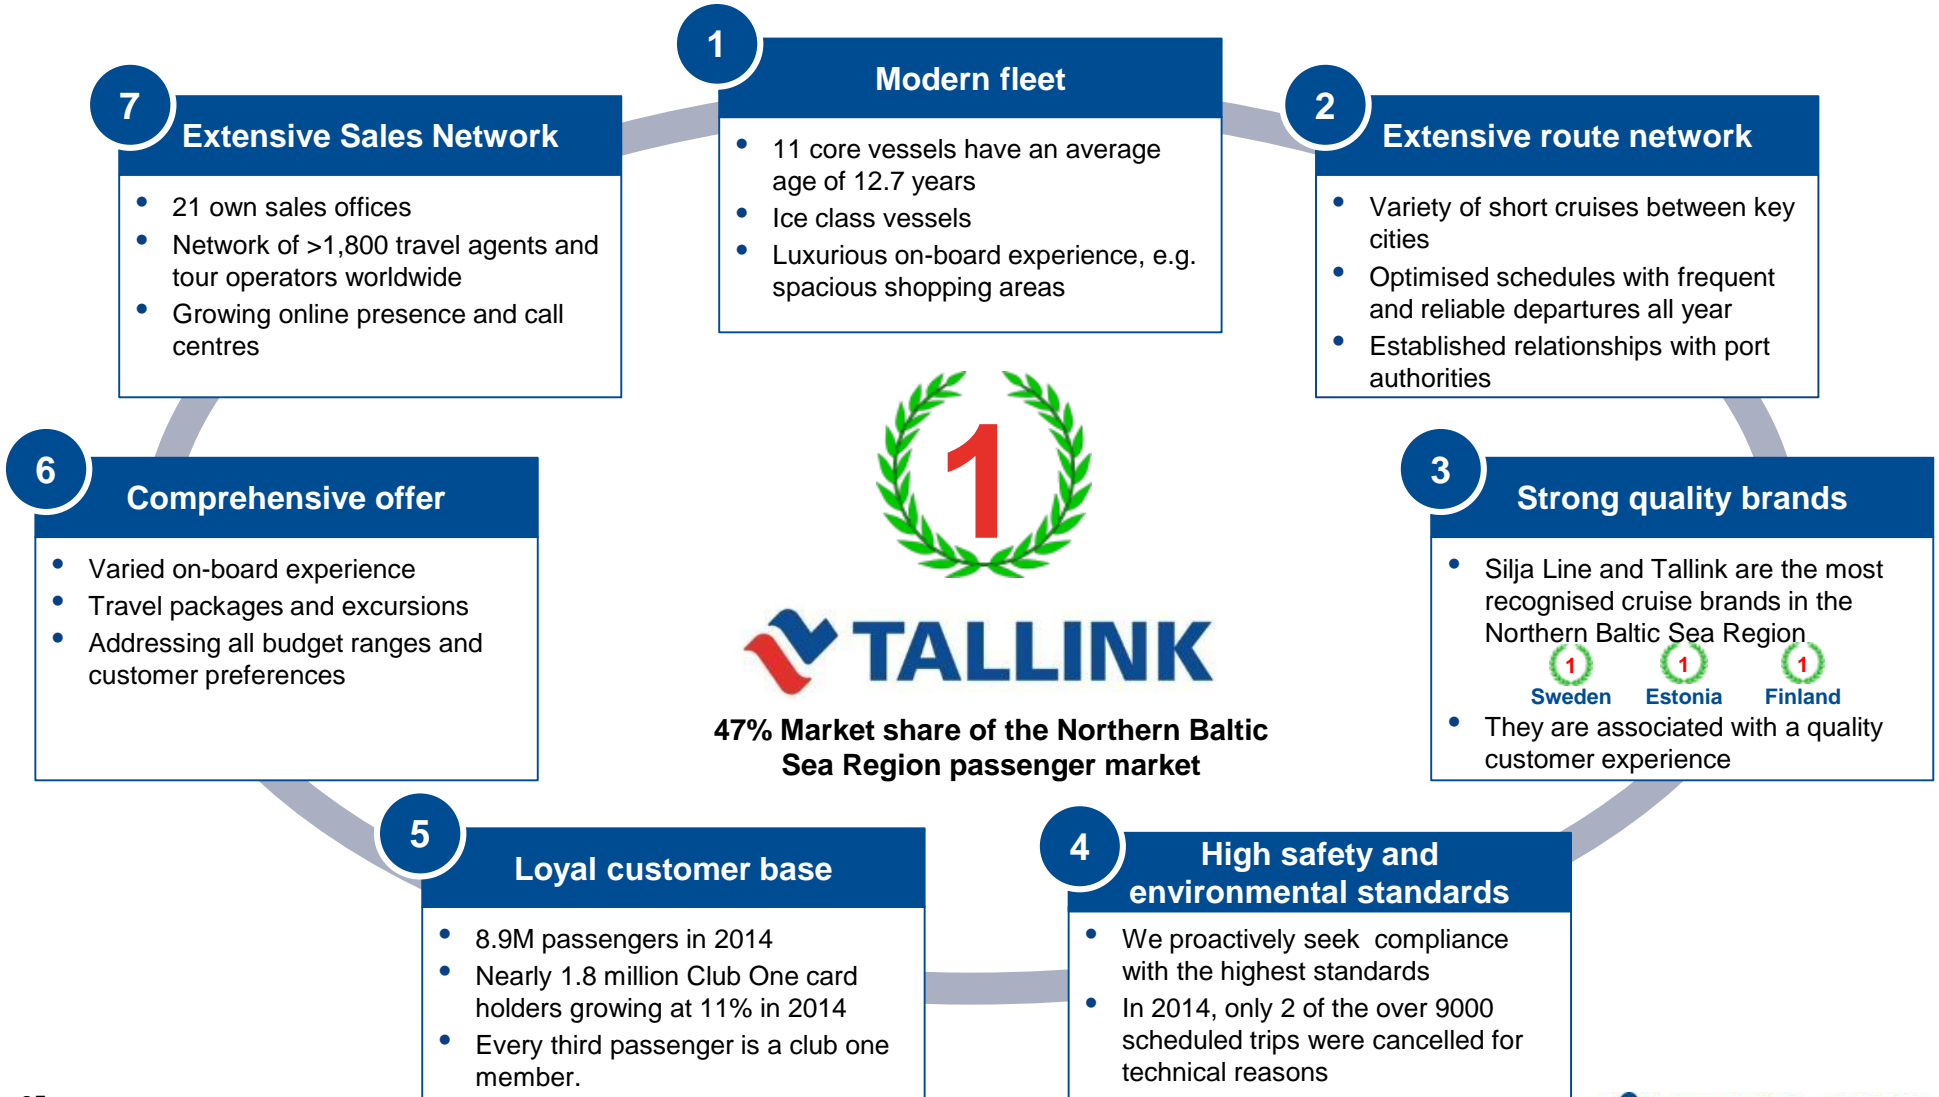 1
Modern fleet
11 core vessels have an average
age of 12.7 years
Ice class vessels
Luxurious on-board experience, e.g.
spacious shopping areas
2
Extensive route network
Variety of short cruises between key
cities
Optimised schedules with frequent
and reliable departures all year
Established relationships with port
authorities
3
Strong quality brands
Silja Line and Tallink are the most
recognised cruise brands in the
Northern Baltic Sea Region
1 1 1
Sweden Estonia Finland
They are associated with a quality
customer experience
4
High safety and
environmental standards
We proactively seek compliance
with the highest standards
In 2014, only 2 of the over 9000
scheduled trips were cancelled for
technical reasons
5
Loyal customer base
8.9M passengers in 2014
Nearly 1.8 million Club One card
holders growing at 11% in 2014
Every third passenger is a club one
member.
6
Comprehensive offer
Varied on-board experience
Travel packages and excursions
Addressing all budget ranges and
customer preferences
7
Extensive Sales Network
21 own sales offices
Network of >1,800 travel agents and
tour operators worldwide
Growing online presence and call
centres
1
TALLINK
47% Market share of the Northern Baltic
Sea Region passenger market